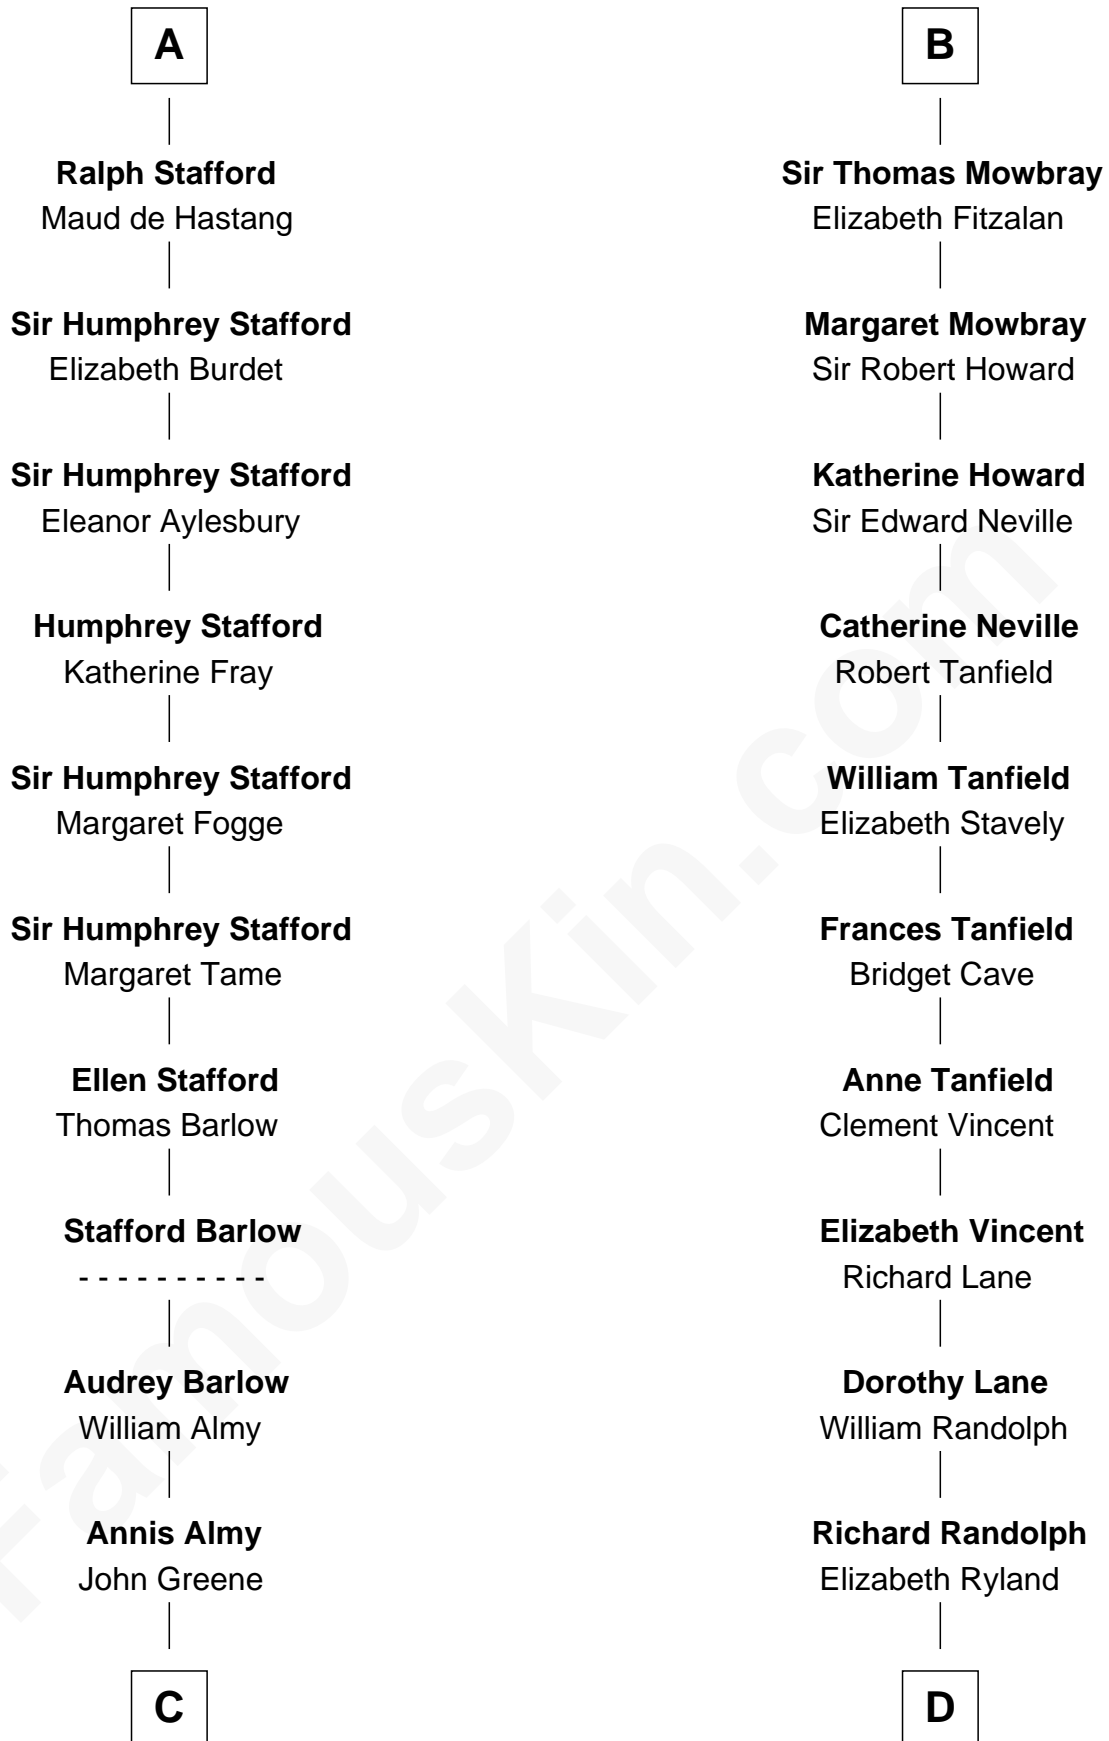 A
Ralph Stafford
Maud de Hastang
Sir Humphrey Stafford
Elizabeth Burdet
Sir Humphrey Stafford
Eleanor Aylesbury
Humphrey Stafford
Katherine Fray
Sir Humphrey Stafford
Margaret Fogge
Sir Humphrey Stafford
Margaret Tame
Ellen Stafford
Thomas Barlow
Stafford Barlow
- - - - - - - - - -
Audrey Barlow
William Almy
Annis Almy
John Greene
C
B
Sir Thomas Mowbray
Elizabeth Fitzalan
Margaret Mowbray
Sir Robert Howard
Katherine Howard
Sir Edward Neville
Catherine Neville
Robert Tanfield
William Tanfield
Elizabeth Stavely
Frances Tanfield
Bridget Cave
Anne Tanfield
Clement Vincent
Elizabeth Vincent
Richard Lane
Dorothy Lane
William Randolph
Richard Randolph
Elizabeth Ryland
D
FamousKin.com